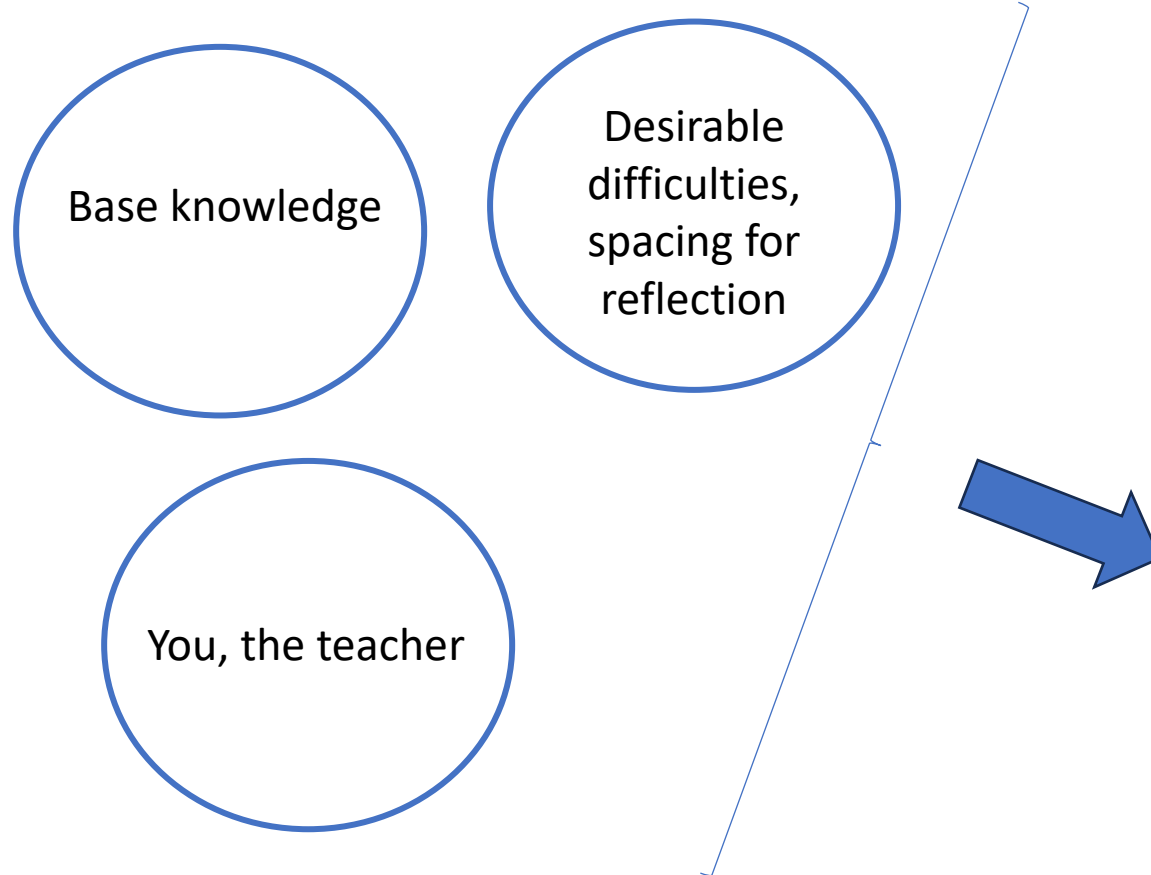 Base knowledge
Desirable
difficulties,
spacing for
reflection
You, the teacher